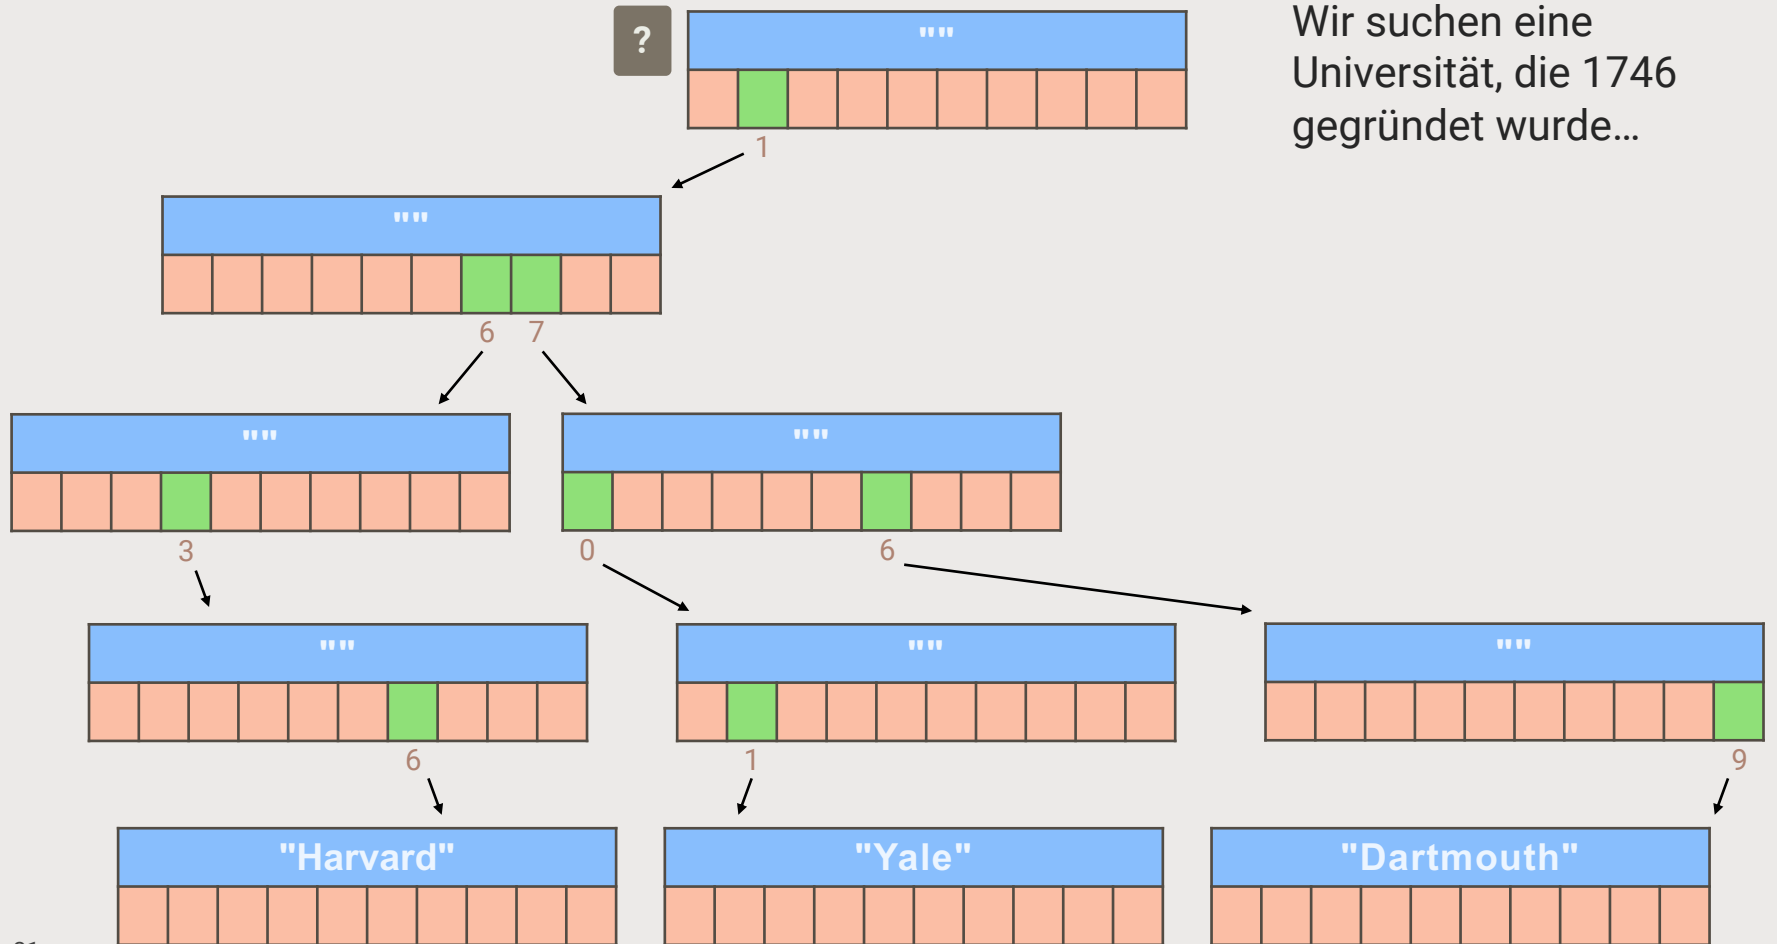 ?
""
Wir suchen eine
Universität, die 1746
gegründet wurde...
1
""
6 7
""
""
3
0
6
""
""
""
6
1
9
"Harvard"
"Yale"
"Dartmouth"